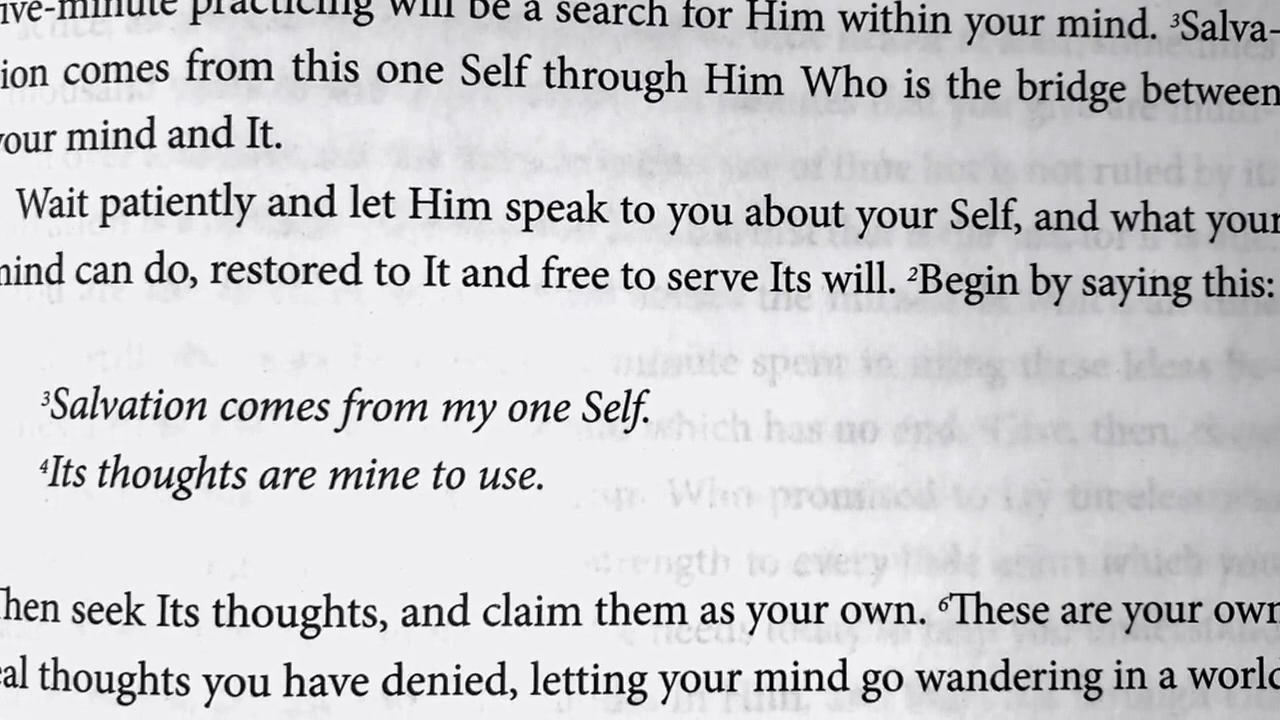 ive-minute practicing will be a search for Him within your mind. ³Salva-
ion comes from this one Self through Him Who is the bridge between
your mind and It.
Wait patiently and let Him speak to you about your Self, and what your
mind can do, restored to It and free to serve Its will. ²Begin by saying this:
³Salvation comes from my one Self.
⁴Its thoughts are mine to use.
Then seek Its thoughts, and claim them as your own. ⁶These are your own
eal thoughts you have denied, letting your mind go wandering in a world